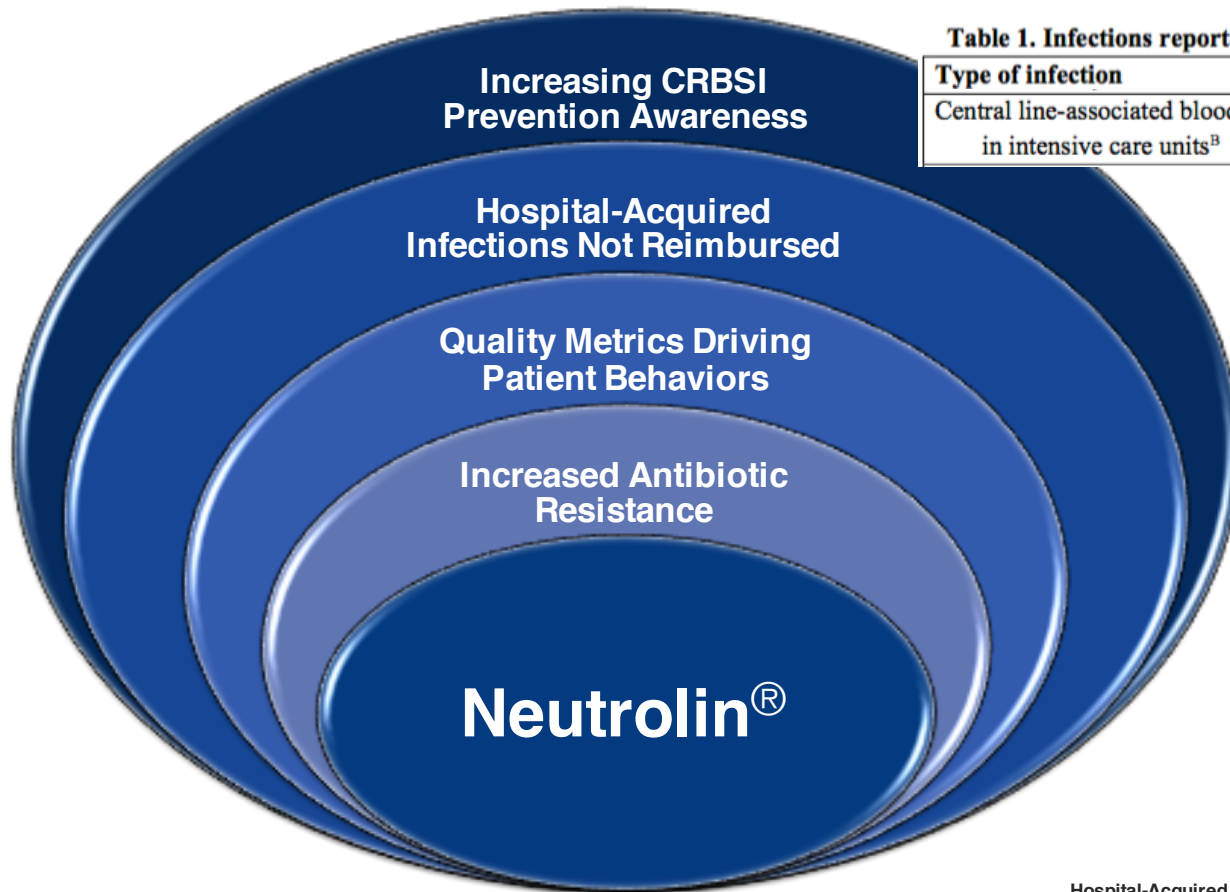 Increasing CRBSI
Prevention Awareness
Table 1. Infections report
Type of infection
Central line-associated blood
in intensive care unitsᴮ
Hospital-Acquired
Infections Not Reimbursed
Quality Metrics Driving
Patient Behaviors
Increased Antibiotic
Resistance
Neutrolin®
Hospital-Acquired